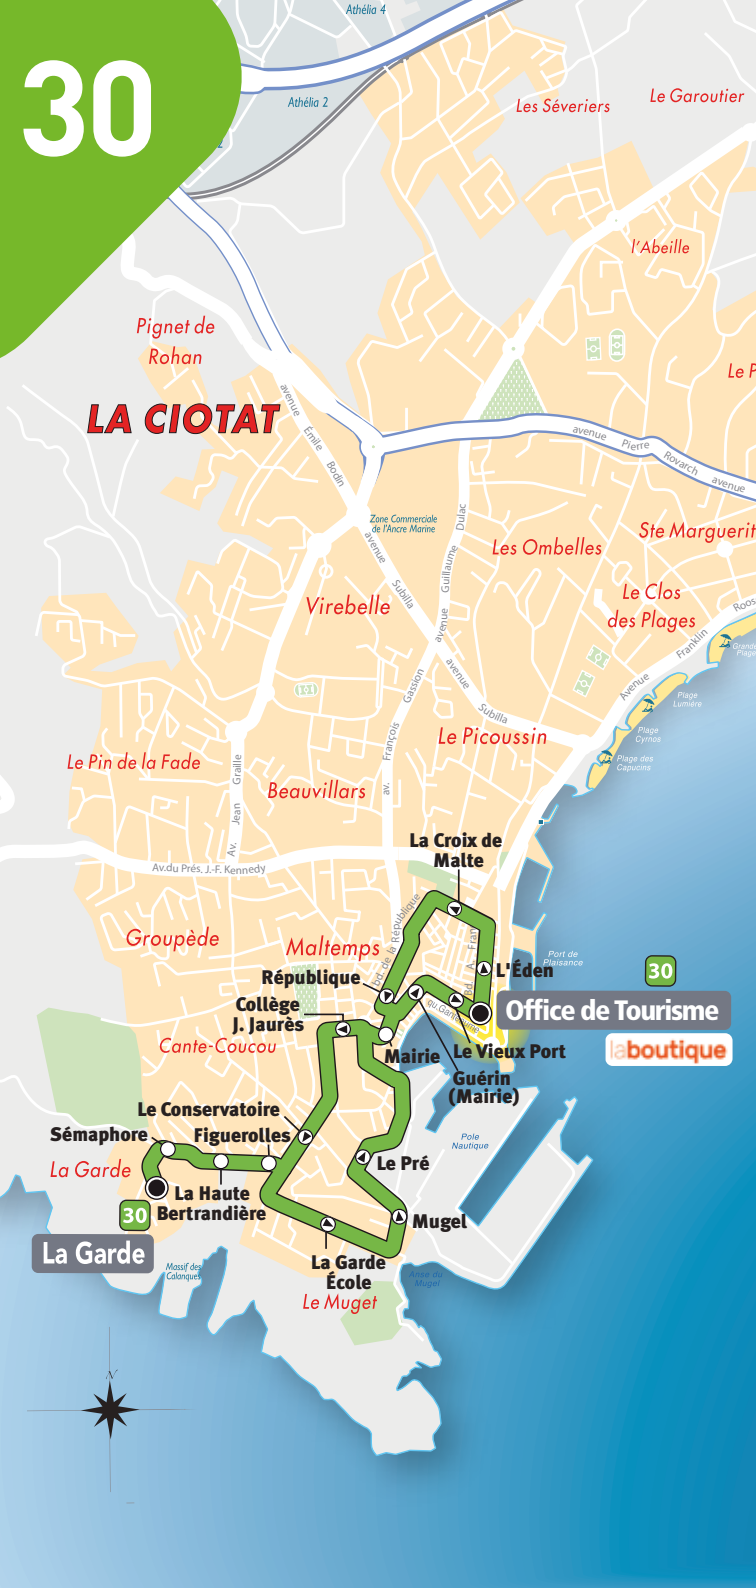 Athélia 4
30
Athélia 2
Les Séveriers
Le Garoutier
l'Abeille
Pignet de
Rohan
LA CIOTAT
avenue Émile Bodin
avenue Pierre Rovarch avenue
Zone Commerciale
de l'Ancre Marine
avenue Guillaume Dulac
Les Ombelles
Ste Marguerit
Le Clos
des Plages
Virebelle
avenue Subilia
avenue Subilia
Avenue Franklin Roos
Grande
Plage
Plage
Lumière
Plage
Cyrnos
Plage des
Capucins
av. François Gassion
Le Picoussin
Le Pin de la Fade
Beauvillars
Av. Jean Graille
Av.du Prés. J.-F. Kennedy
La Croix de
Malte
Groupède
Maltemps
bd. de la République
Bd. A. Fran
Port de
Plaisance
République
L'Éden
30
Collège
J. Jaurès
Office de Tourisme
laboutique
Cante-Coucou
Mairie
Le Vieux Port
Guérin
(Mairie)
Le Conservatoire
Sémaphore
Figuerolles
Pole
Nautique
La Garde
Le Pré
La Haute
Bertrandière
30
Mugel
La Garde
La Garde
École
Massif des
Calanques
Anse du
Mugel
Le Muget
N